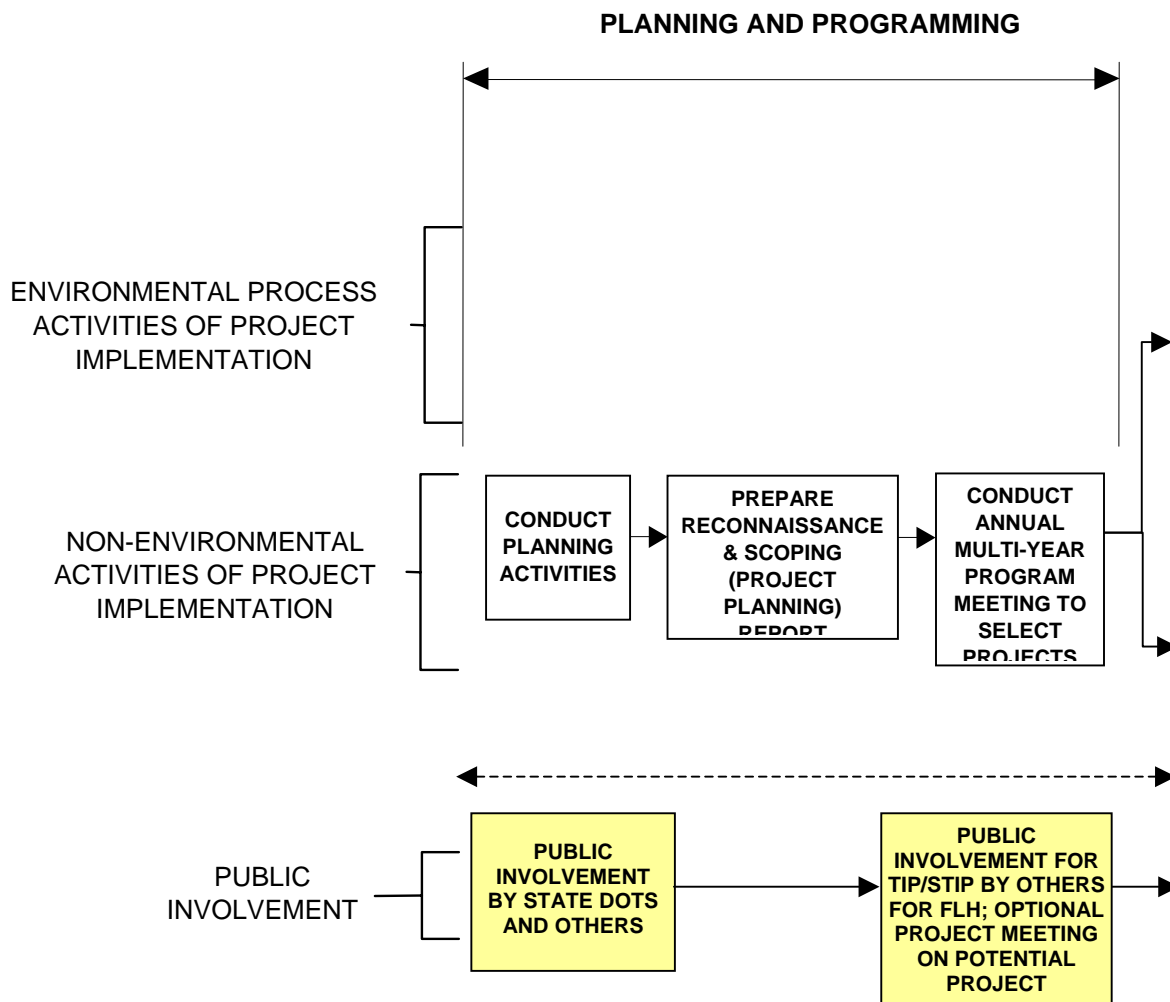 PLANNING AND PROGRAMMING
ENVIRONMENTAL PROCESS
ACTIVITIES OF PROJECT
IMPLEMENTATION
NON-ENVIRONMENTAL
ACTIVITIES OF PROJECT
IMPLEMENTATION
CONDUCT
PLANNING
ACTIVITIES
PREPARE
RECONNAISSANCE
& SCOPING
(PROJECT
PLANNING)
REPORT
CONDUCT
ANNUAL
MULTI-YEAR
PROGRAM
MEETING TO
SELECT
PROJECTS
PUBLIC
INVOLVEMENT
PUBLIC
INVOLVEMENT
BY STATE DOTS
AND OTHERS
PUBLIC
INVOLVEMENT FOR
TIP/STIP BY OTHERS
FOR FLH; OPTIONAL
PROJECT MEETING
ON POTENTIAL
PROJECT